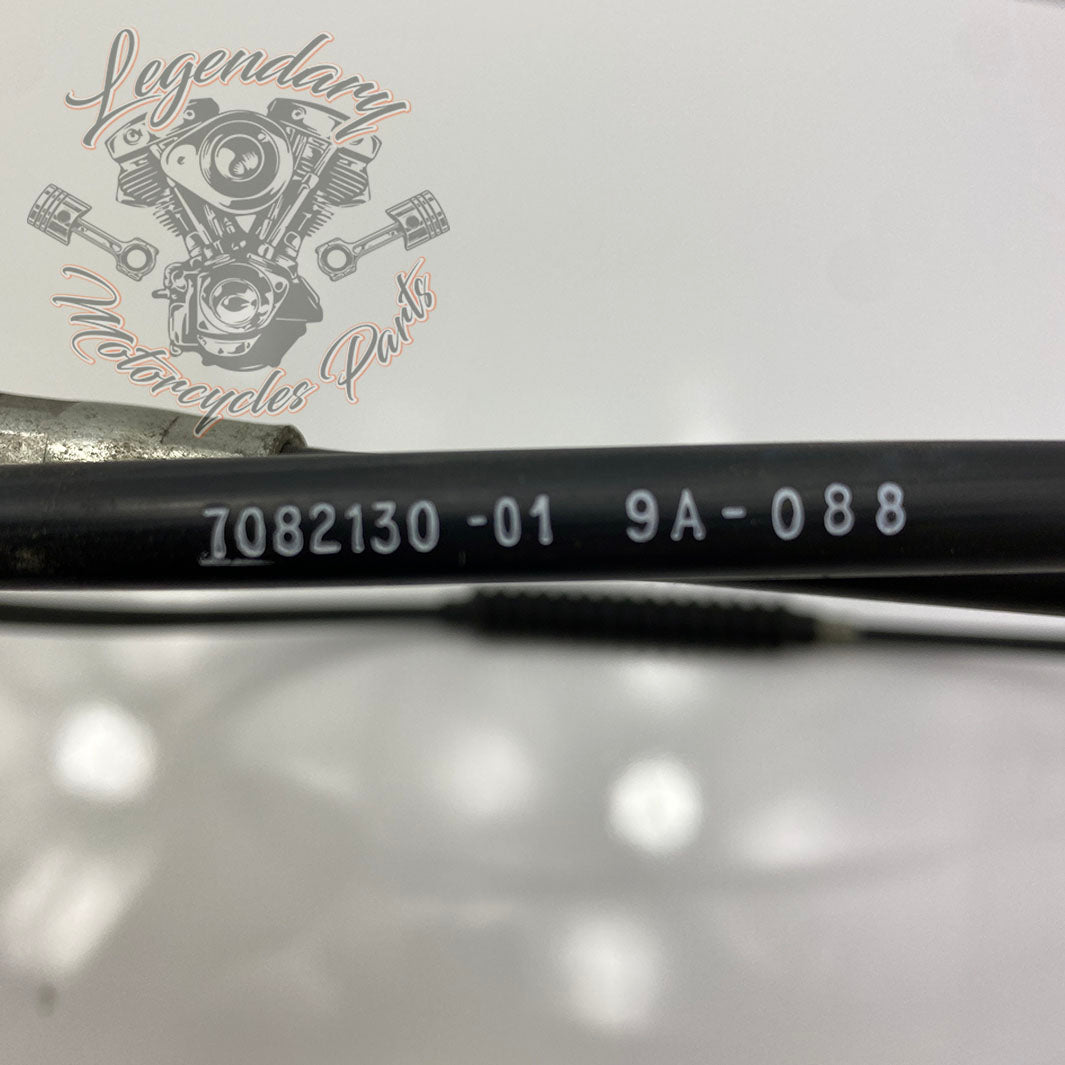 Legendary
Motorcycles Parts
7082130 -01 9A-088